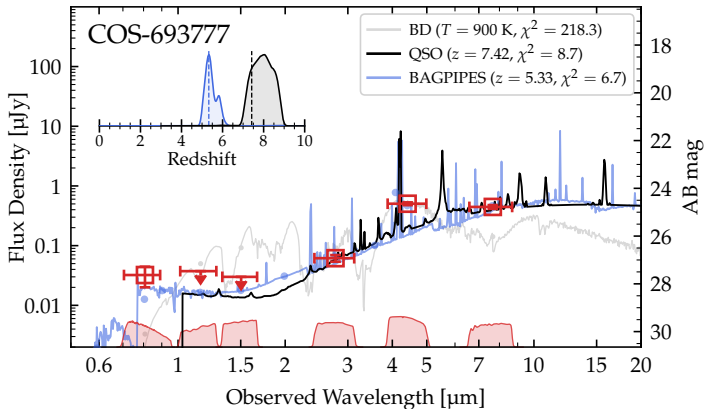 COS-693777
BD (T = 900 K, χ² = 218.3)
QSO (z = 7.42, χ² = 8.7)
BAGPIPES (z = 5.33, χ² = 6.7)
0 2 4 6 8 10
Redshift
Flux Density [μJy]
100
10
1
0.1
0.01
AB mag
18
20
22
24
26
28
30
0.6 1 1.5 2 3 4 5 10 15 20
Observed Wavelength [μm]